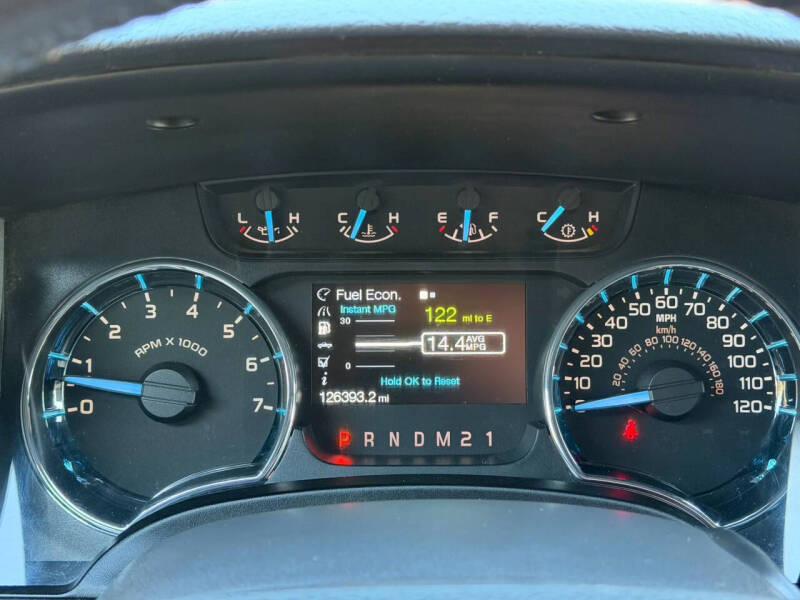 L H C H E F C H
Fuel Econ.
Instant MPG
122 mi to E
30
14.4 AVG MPG
0
Hold OK to Reset
126393.2 mi
P R N D M 2 1
RPM X 1000
0 1 2 3 4 5 6 7
MPH
km/h
0 10 20 30 40 50 60 70 80 90 100 110 120
20 40 60 80 100 120 140 160 180